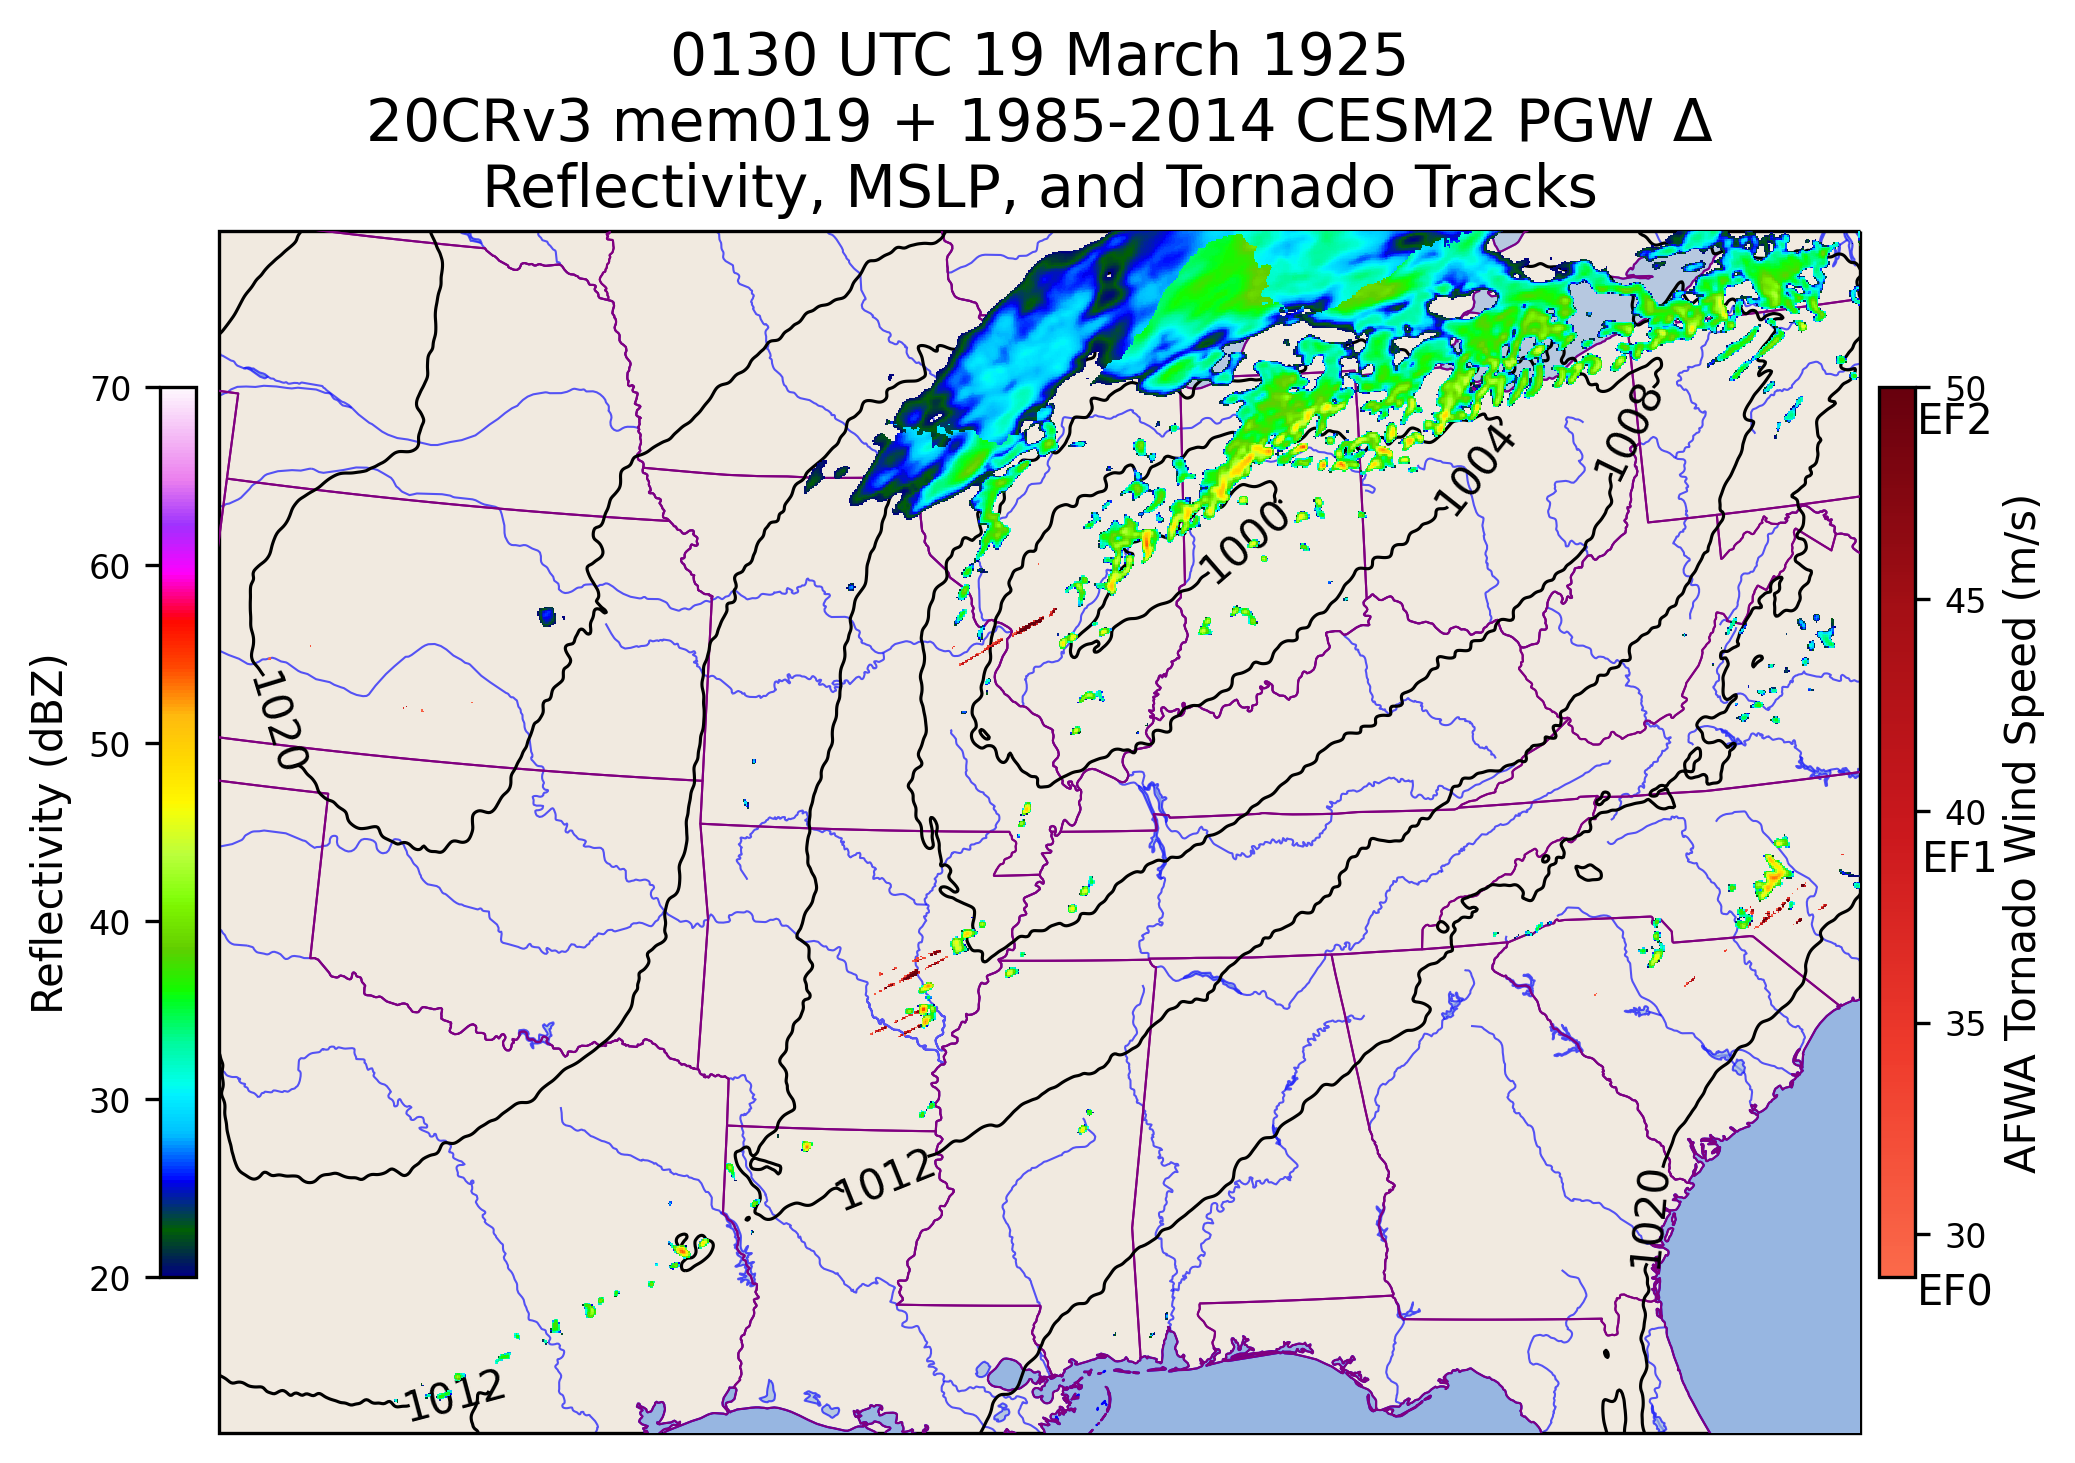 0130 UTC 19 March 1925
20CRv3 mem019 + 1985-2014 CESM2 PGW Δ
Reflectivity, MSLP, and Tornado Tracks
70
60
50
40
30
20
Reflectivity (dBZ)
1008
1004
1000
1020
1012
1020
1012
50
EF2
45
40
EF1
35
30
EF0
AFWA Tornado Wind Speed (m/s)